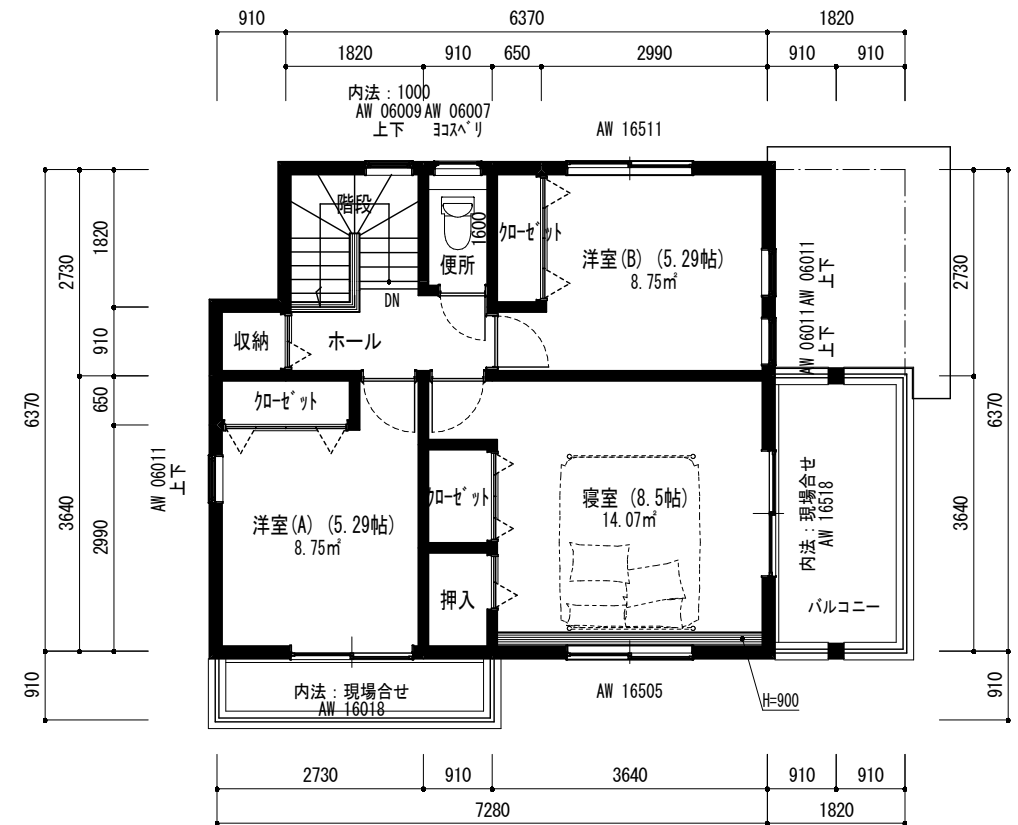 910
6370
1820
1820
910
650
2990
910
910
内法：1000
AW 06009
AW 06007
上下
ﾖｺｽﾍﾞﾘ
AW 16511
階段
1600
便所
クローゼット
洋室(B) (5.29帖)
8.75㎡
DN
収納
ホール
クローゼット
AW 06011
上下
AW 06011
上下
2730
1820
910
6370
650
3640
2990
910
AW 06011
上下
洋室(A) (5.29帖)
8.75㎡
クローゼット
押入
寝室 (8.5帖)
14.07㎡
内法：現場合せ
AW 16518
バルコニー
2730
6370
3640
910
内法：現場合せ
AW 16018
AW 16505
H=900
2730
910
3640
910
910
7280
1820